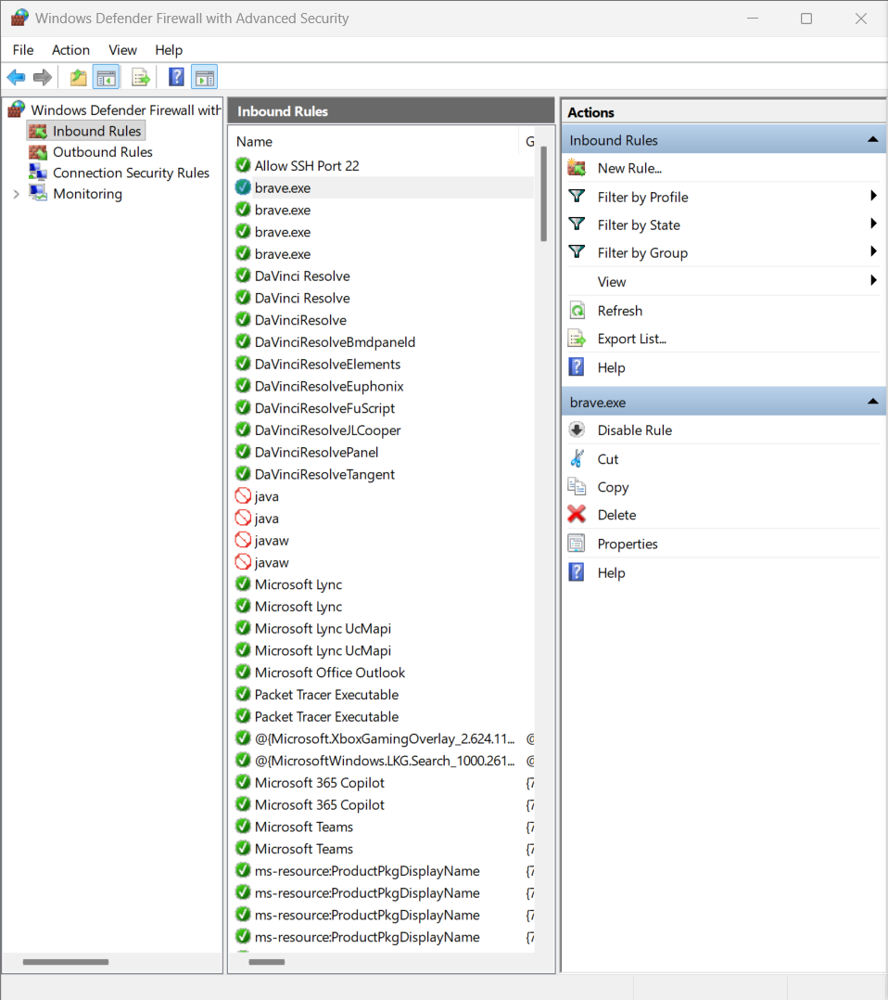 Windows Defender Firewall with Advanced Security
File Action View Help
Windows Defender Firewall with
Inbound Rules
Outbound Rules
Connection Security Rules
Monitoring
Inbound Rules
Name G
Allow SSH Port 22
brave.exe
brave.exe
brave.exe
brave.exe
DaVinci Resolve
DaVinci Resolve
DaVinciResolve
DaVinciResolveBmdpaneld
DaVinciResolveElements
DaVinciResolveEuphonix
DaVinciResolveFuScript
DaVinciResolveJLCooper
DaVinciResolvePanel
DaVinciResolveTangent
java
java
javaw
javaw
Microsoft Lync
Microsoft Lync
Microsoft Lync UcMapi
Microsoft Lync UcMapi
Microsoft Office Outlook
Packet Tracer Executable
Packet Tracer Executable
@{Microsoft.XboxGamingOverlay_2.624.11... @
@{MicrosoftWindows.LKG.Search_1000.261... @
Microsoft 365 Copilot {7
Microsoft 365 Copilot {7
Microsoft Teams {7
Microsoft Teams {7
ms-resource:ProductPkgDisplayName {7
ms-resource:ProductPkgDisplayName {7
ms-resource:ProductPkgDisplayName {7
ms-resource:ProductPkgDisplayName {7
Actions
Inbound Rules
New Rule...
Filter by Profile
Filter by State
Filter by Group
View
Refresh
Export List...
Help
brave.exe
Disable Rule
Cut
Copy
Delete
Properties
Help